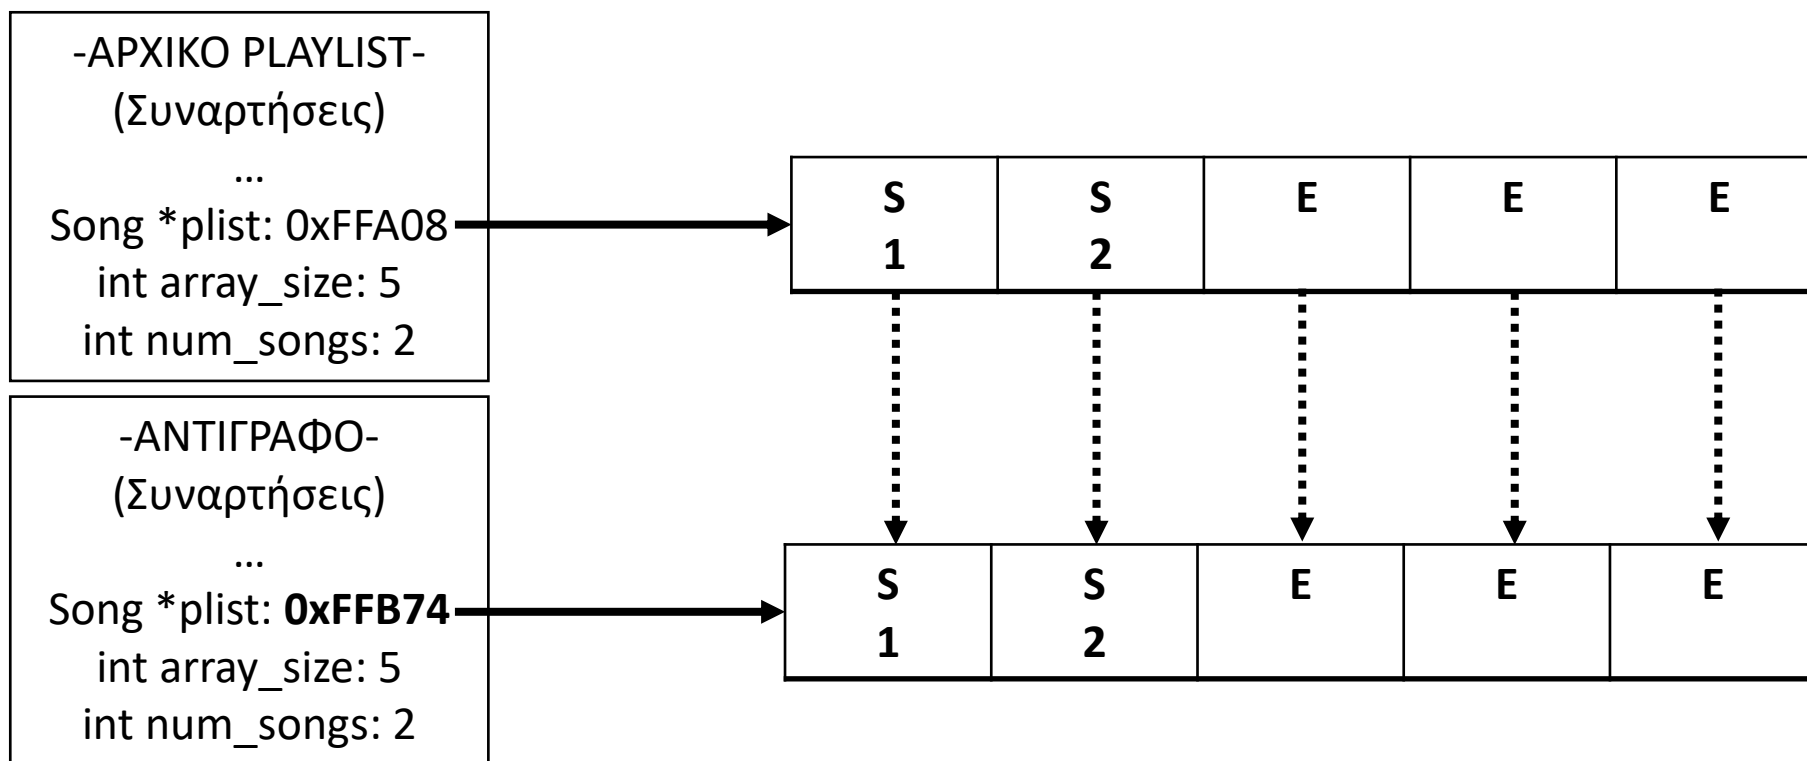 -ΑΡΧΙΚΟ PLAYLIST-
(Συναρτήσεις)
...
Song *plist: 0xFFA08
int array_size: 5
int num_songs: 2
S S E E E
1 2
-ΑΝΤΙΓΡΑΦΟ-
(Συναρτήσεις)
...
Song *plist: 0xFFB74
int array_size: 5
int num_songs: 2
S S E E E
1 2